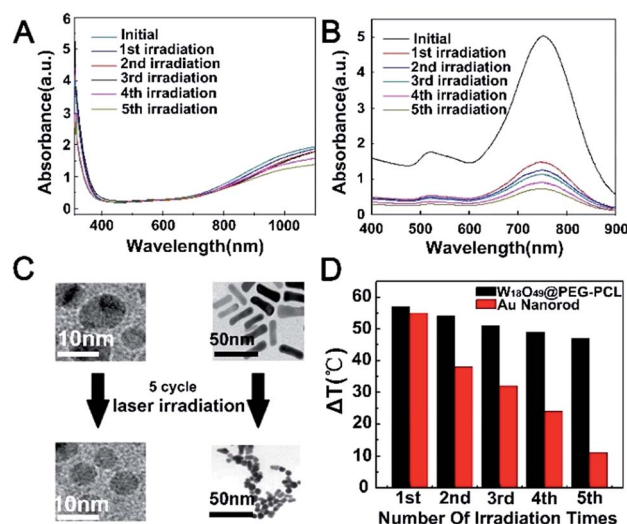 A
Absorbance(a.u.)
6
5
4
3
2
1
0
Initial
1st irradiation
2nd irradiation
3rd irradiation
4th irradiation
5th irradiation
400 600 800 1000
Wavelength(nm)
B
Absorbance(a.u.)
5
4
3
2
1
0
Initial
1st irradiation
2nd irradiation
3rd irradiation
4th irradiation
5th irradiation
400 500 600 700 800 900
Wavelength(nm)
C
10nm
50nm
5 cycle
laser irradiation
10nm
50nm
D
ΔT(℃)
70
60
50
40
30
20
10
0
W₁₈O₄₉@PEG-PCL
Au Nanorod
1st 2nd 3rd 4th 5th
Number Of Irradiation Times